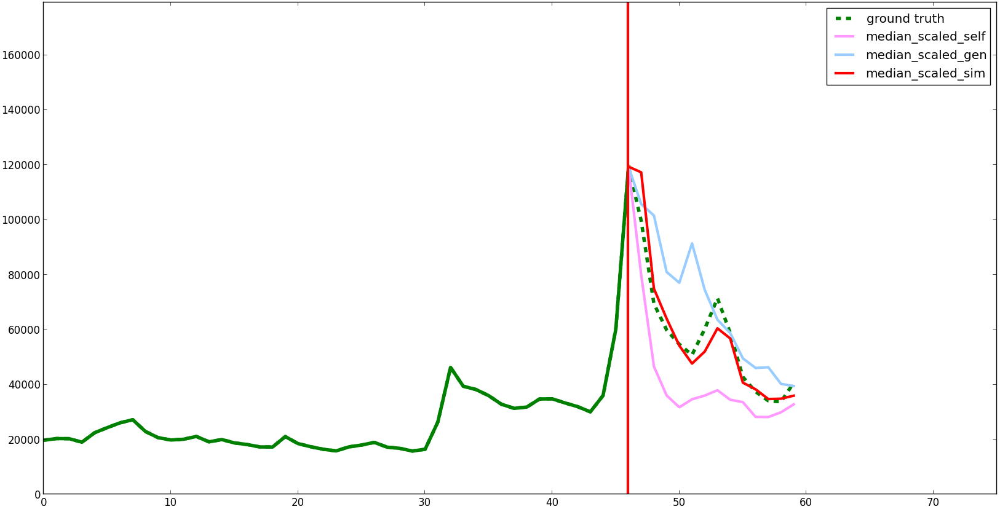 ground truth
median_scaled_self
median_scaled_gen
median_scaled_sim
160000
140000
120000
100000
80000
60000
40000
20000
0
0 10 20 30 40 50 60 70